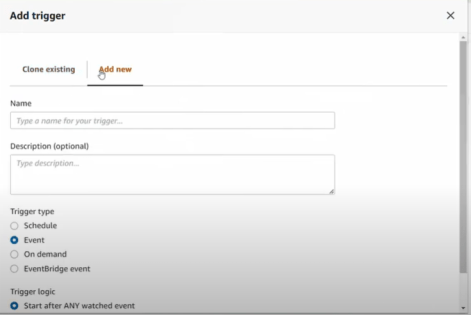 Add trigger
Clone existing
Add new
Name
Type a name for your trigger...
Description (optional)
Type description...
Trigger type
Schedule
Event
On demand
EventBridge event
Trigger logic
Start after ANY watched event